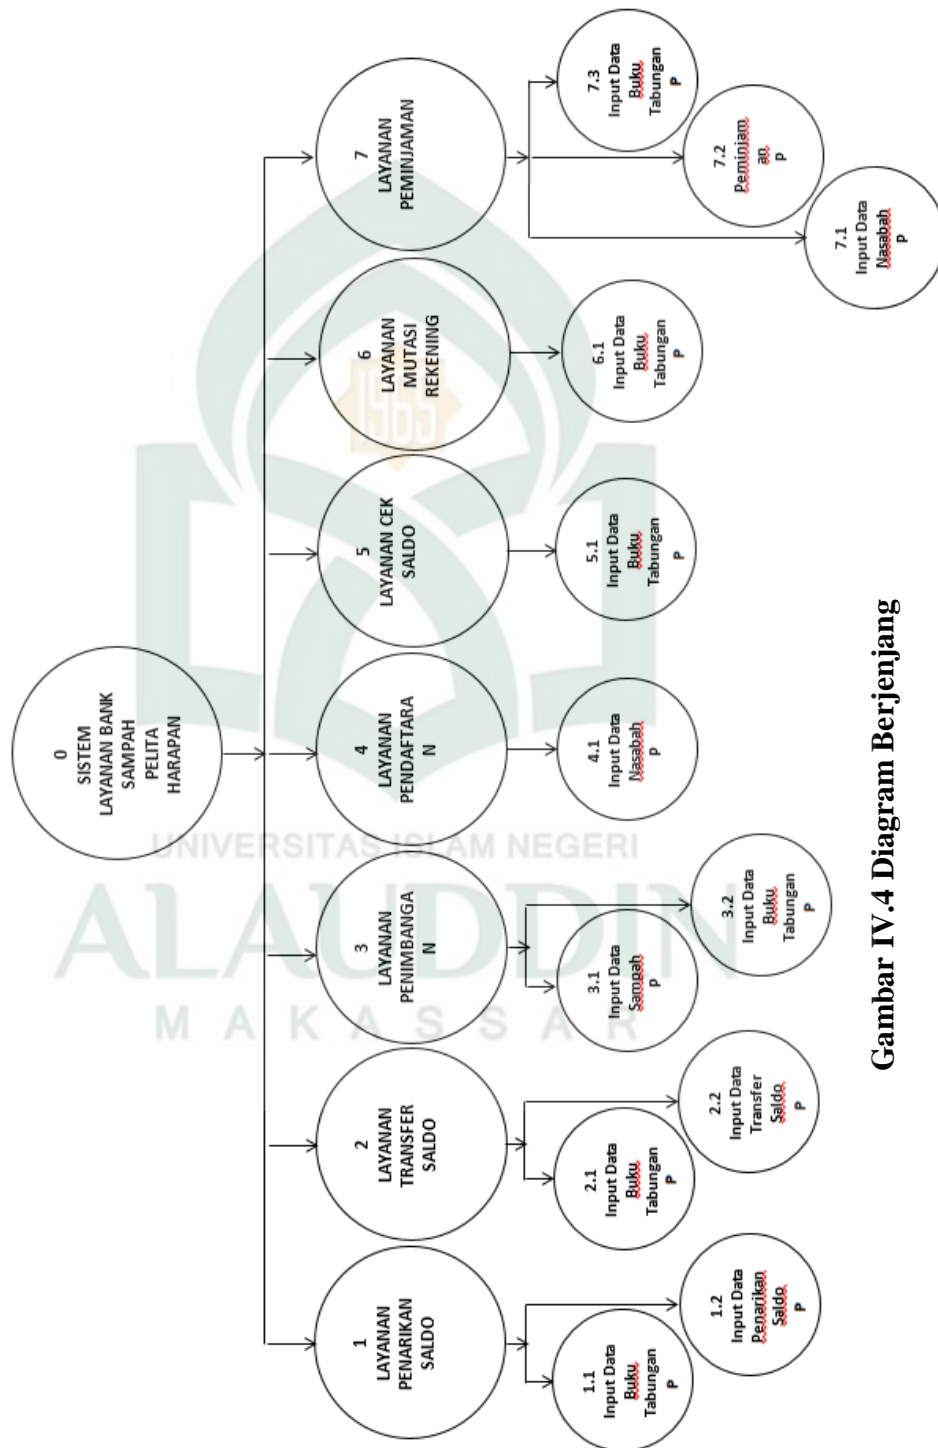 0
SISTEM
LAYANAN BANK
SAMPAH
PELITA
HARAPAN
1
LAYANAN
PENARIKAN
SALDO
2
LAYANAN
TRANSFER
SALDO
3
LAYANAN
PENIMBANGA
N
4
LAYANAN
PENDAFTARA
N
5
LAYANAN CEK
SALDO
6
LAYANAN
MUTASI
REKENING
7
LAYANAN
PEMINJAMAN
1.1
Input Data
Buku
Tabungan
P
1.2
Input Data
Penarikan
Saldo
P
2.1
Input Data
Buku
Tabungan
P
2.2
Input Data
Transfer
Saldo
P
3.1
Input Data
Sampah
P
3.2
Input Data
Buku
Tabungan
P
4.1
Input Data
Nasabah
P
5.1
Input Data
Buku
Tabungan
P
6.1
Input Data
Buku
Tabungan
P
7.1
Input Data
Nasabah
P
7.2
Peminjam
an
P
7.3
Input Data
Buku
Tabungan
P
1965
UNIVERSITAS ISLAM NEGERI
ALAUDDIN
MAKASSAR
Gambar IV.4 Diagram Berjenjang